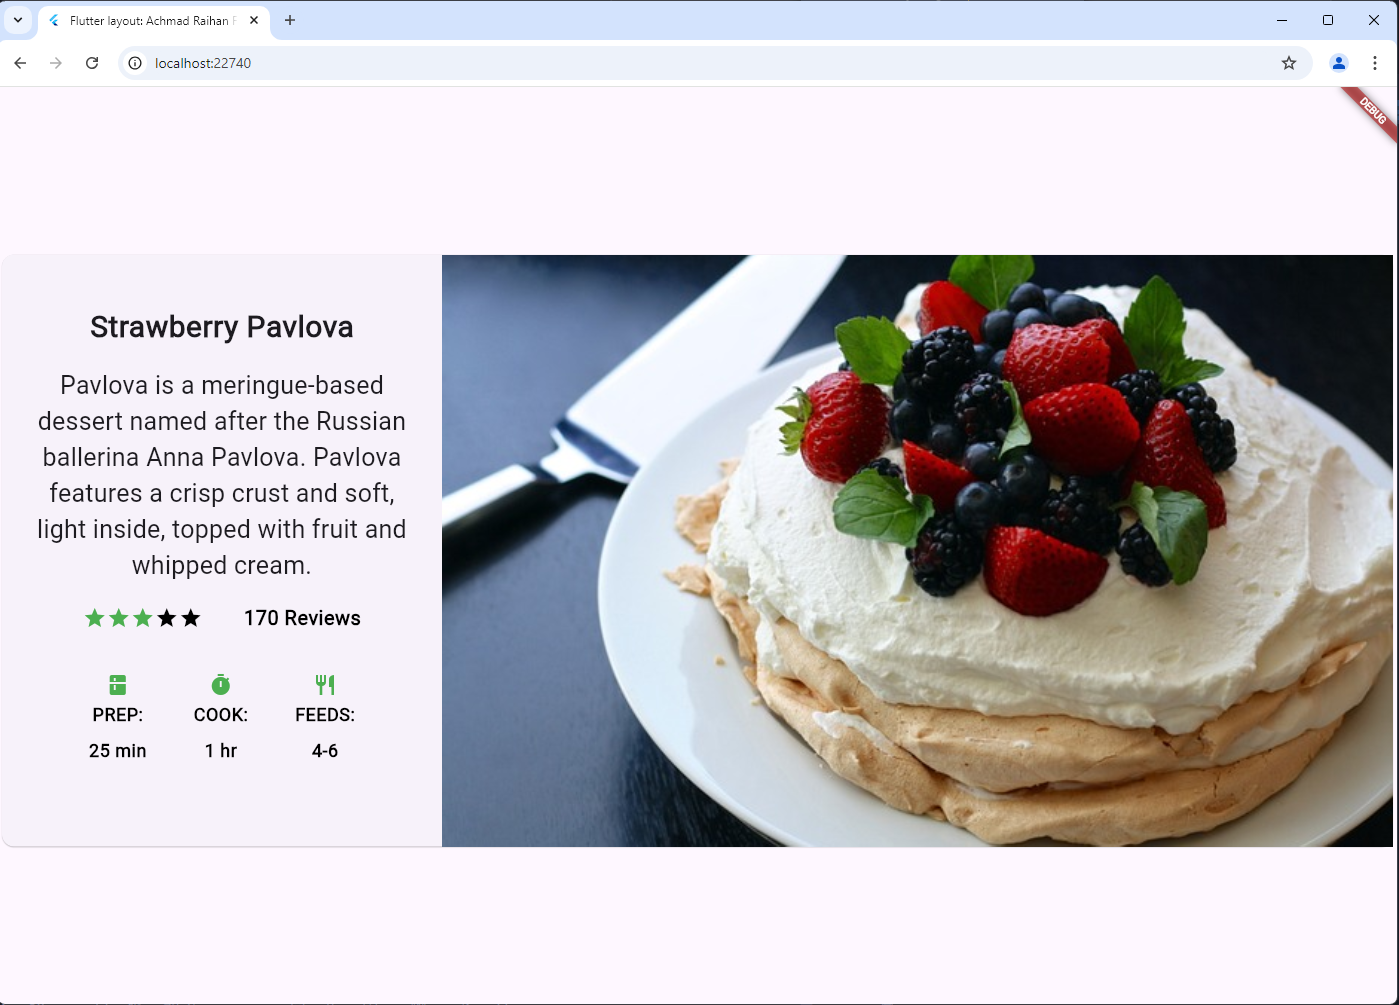 Flutter layout: Achmad Raihan
localhost:22740
DEBUG
Strawberry Pavlova
Pavlova is a meringue-based
dessert named after the Russian
ballerina Anna Pavlova. Pavlova
features a crisp crust and soft,
light inside, topped with fruit and
whipped cream.
170 Reviews
PREP: COOK: FEEDS:
25 min 1 hr 4-6